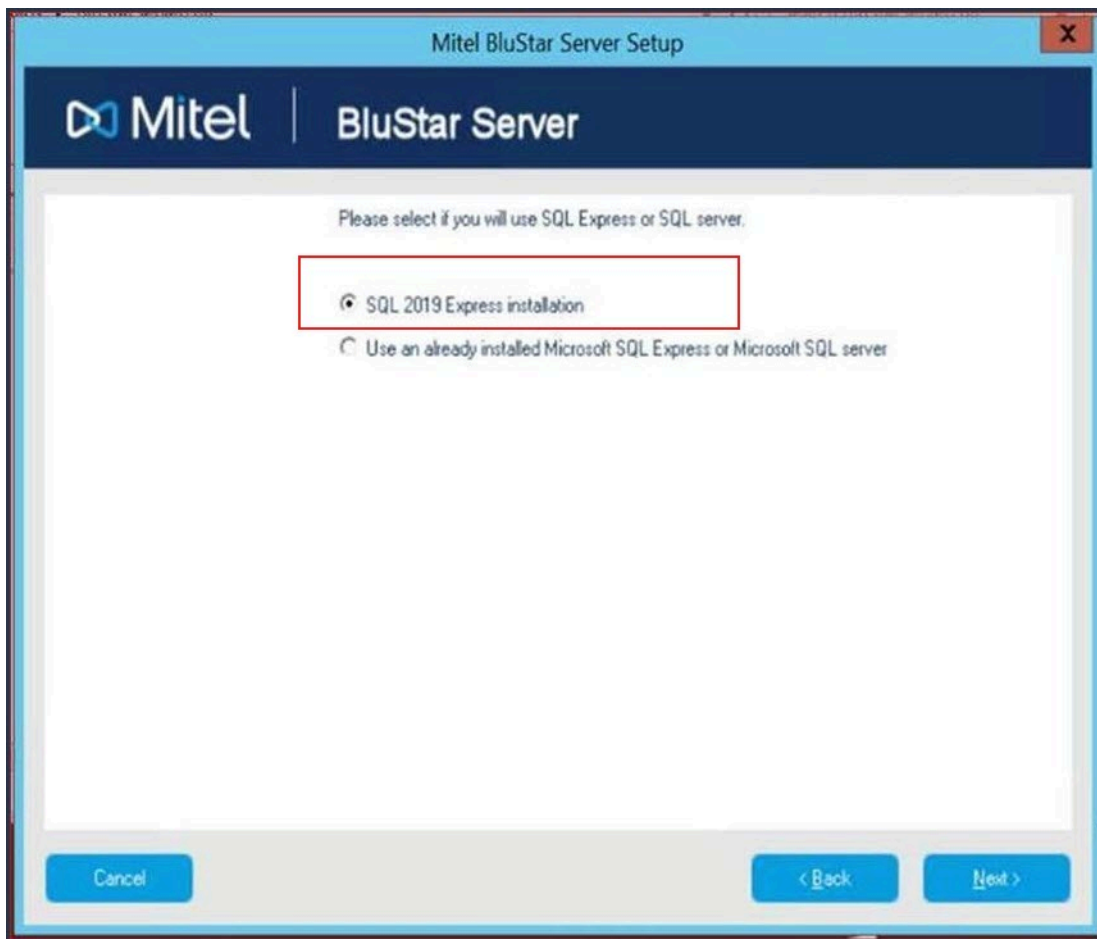 Mitel BluStar Server Setup
X
Mitel
BluStar Server
Please select if you will use SQL Express or SQL server.
SQL 2019 Express installation
Use an already installed Microsoft SQL Express or Microsoft SQL server
Cancel
< Back
Next >